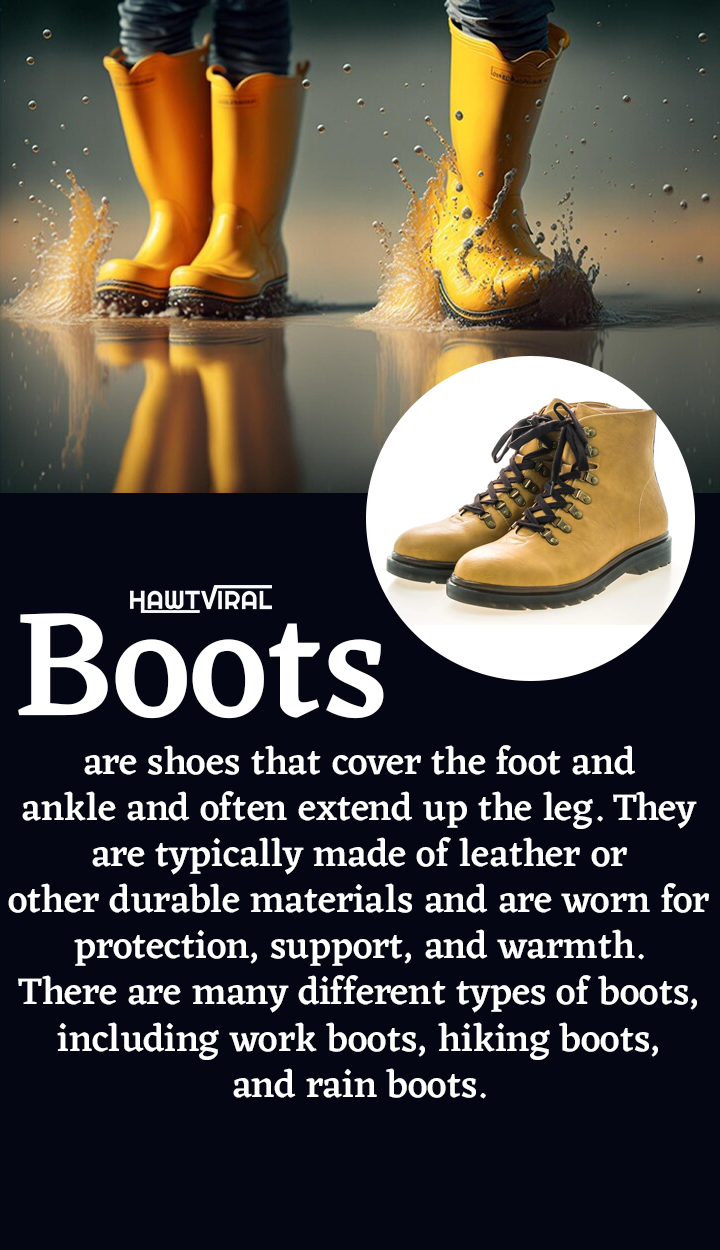 HAWTVIRAL
Boots
are shoes that cover the foot and
ankle and often extend up the leg. They
are typically made of leather or
other durable materials and are worn for
protection, support, and warmth.
There are many different types of boots,
including work boots, hiking boots,
and rain boots.